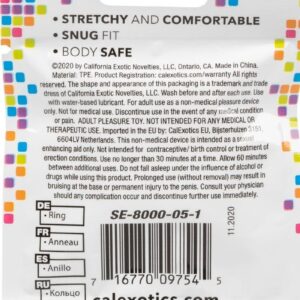 • STRETCHY AND COMFORTABLE
• SNUG FIT
• BODY SAFE
©2020 by California Exotic Novelties, LLC, Ontario, CA. Made in China.
Material: TPE. Product Registration: calexotics.com/warranty All rights
reserved. The shape and appearance of this packaging is a trademark and trade
dress of California Exotic Novelties, LLC. Wash before and after each use. Use
with water-based lubricant. For adult use as a non-medical pleasure device
only. Not for medical use. Discontinue use in the event of any medical condition
or pain. ADULT PLEASURE TOY. NOT INTENDED FOR ANY MEDICAL OR
THERAPEUTIC USE. Imported in the EU by: CalExotics EU, Bijsterhuizen 3151,
6604LV Netherlands. This non-medical device is intended as a sexual
enhancing aid only. Not intended for contraceptive/ birth control or treatment of
erection conditions. Use no longer than 30 minutes at a time. Allow 60 minutes
between applications. Do not fall asleep under the influence of alcohol or
drugs while using this product. Prolonged use (without removal) may result in
bruising at the base or permanent injury to the penis. Consult your physician
should any complication occur and discontinue use.
DE
• Ring
FR
• Anneau
ES
• Anillo
RU
• Кольцо
SE-8000-05-1
11.2020
7 16770 09754 5
calexotics.com